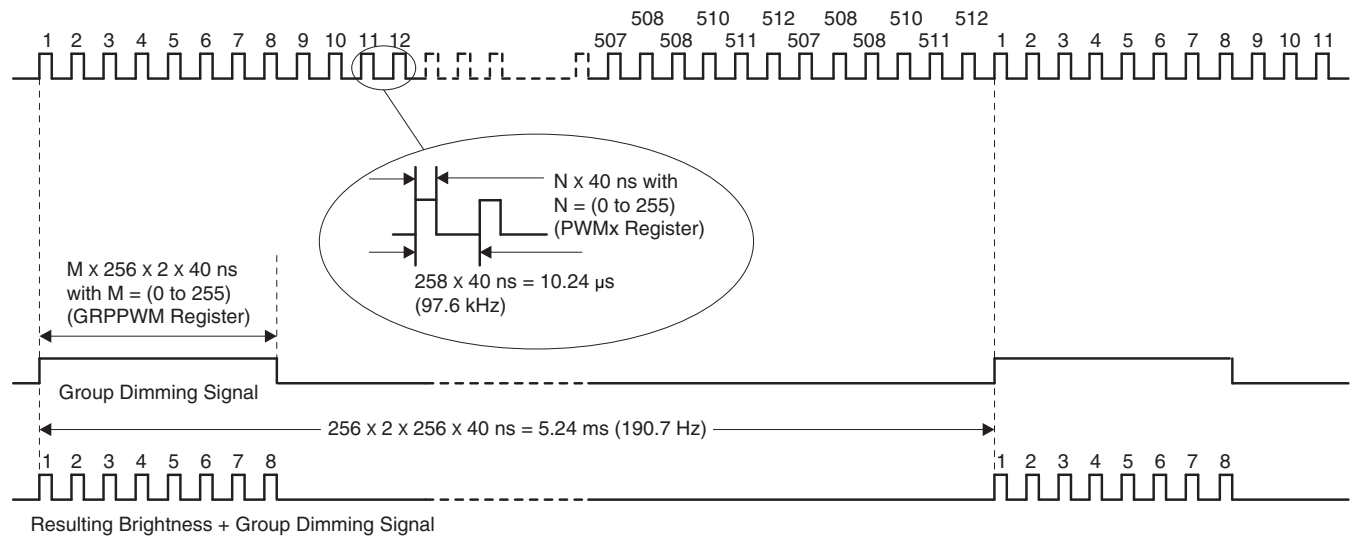 508 510 512 508 510 512
1 2 3 4 5 6 7 8 9 10 11 12 507 508 511 507 508 511 1 2 3 4 5 6 7 8 9 10 11
N x 40 ns with
N = (0 to 255)
(PWMx Register)
258 x 40 ns = 10.24 µs
(97.6 kHz)
M x 256 x 2 x 40 ns
with M = (0 to 255)
(GRPPWM Register)
Group Dimming Signal
256 x 2 x 256 x 40 ns = 5.24 ms (190.7 Hz)
1 2 3 4 5 6 7 8 1 2 3 4 5 6 7 8
Resulting Brightness + Group Dimming Signal